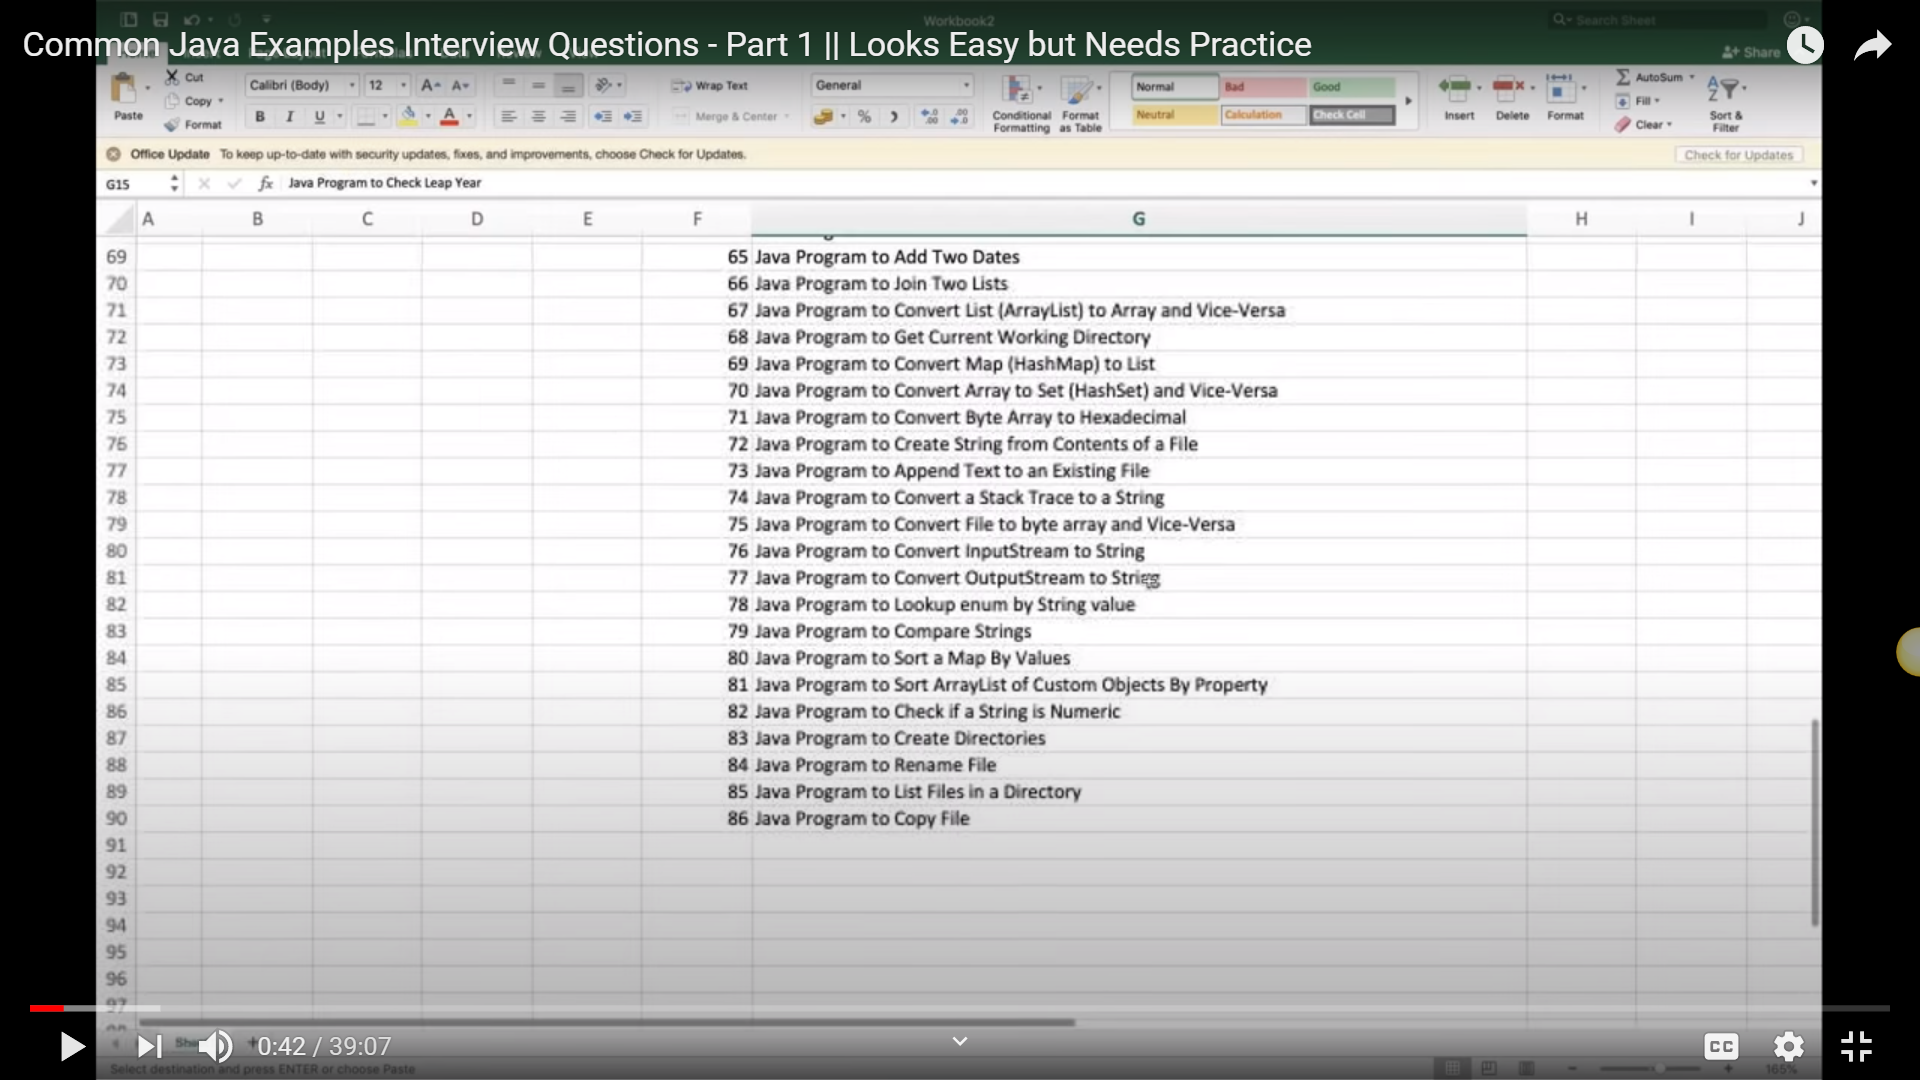 Workbook2
Search Sheet
Common Java Examples Interview Questions - Part 1 || Looks Easy but Needs Practice
Share
Cut
Calibri (Body)
12
Wrap Text
General
Normal
Bad
Good
AutoSum
Copy
Fill
Paste
Format
B I U
Merge & Center
%
Conditional Formatting
Format as Table
Neutral
Calculation
Check Cell
Insert
Delete
Format
Clear
Sort & Filter
Office Update To keep up-to-date with security updates, fixes, and improvements, choose Check for Updates.
Check for Updates
G15
fx Java Program to Check Leap Year
A B C D E F G H I J
69 65 Java Program to Add Two Dates
70 66 Java Program to Join Two Lists
71 67 Java Program to Convert List (ArrayList) to Array and Vice-Versa
72 68 Java Program to Get Current Working Directory
73 69 Java Program to Convert Map (HashMap) to List
74 70 Java Program to Convert Array to Set (HashSet) and Vice-Versa
75 71 Java Program to Convert Byte Array to Hexadecimal
76 72 Java Program to Create String from Contents of a File
77 73 Java Program to Append Text to an Existing File
78 74 Java Program to Convert a Stack Trace to a String
79 75 Java Program to Convert File to byte array and Vice-Versa
80 76 Java Program to Convert InputStream to String
81 77 Java Program to Convert OutputStream to String
82 78 Java Program to Lookup enum by String value
83 79 Java Program to Compare Strings
84 80 Java Program to Sort a Map By Values
85 81 Java Program to Sort ArrayList of Custom Objects By Property
86 82 Java Program to Check if a String is Numeric
87 83 Java Program to Create Directories
88 84 Java Program to Rename File
89 85 Java Program to List Files in a Directory
90 86 Java Program to Copy File
91
92
93
94
95
96
97
0:42 / 39:07
CC
Select destination and press ENTER or choose Paste
165%